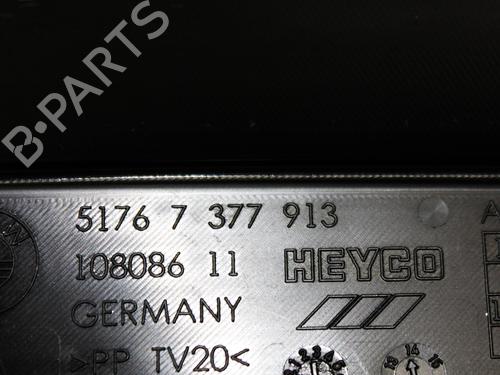 B-PARTS
5176 7 377 913
108086 11 HEYCO
GERMANY
>PP TV20<